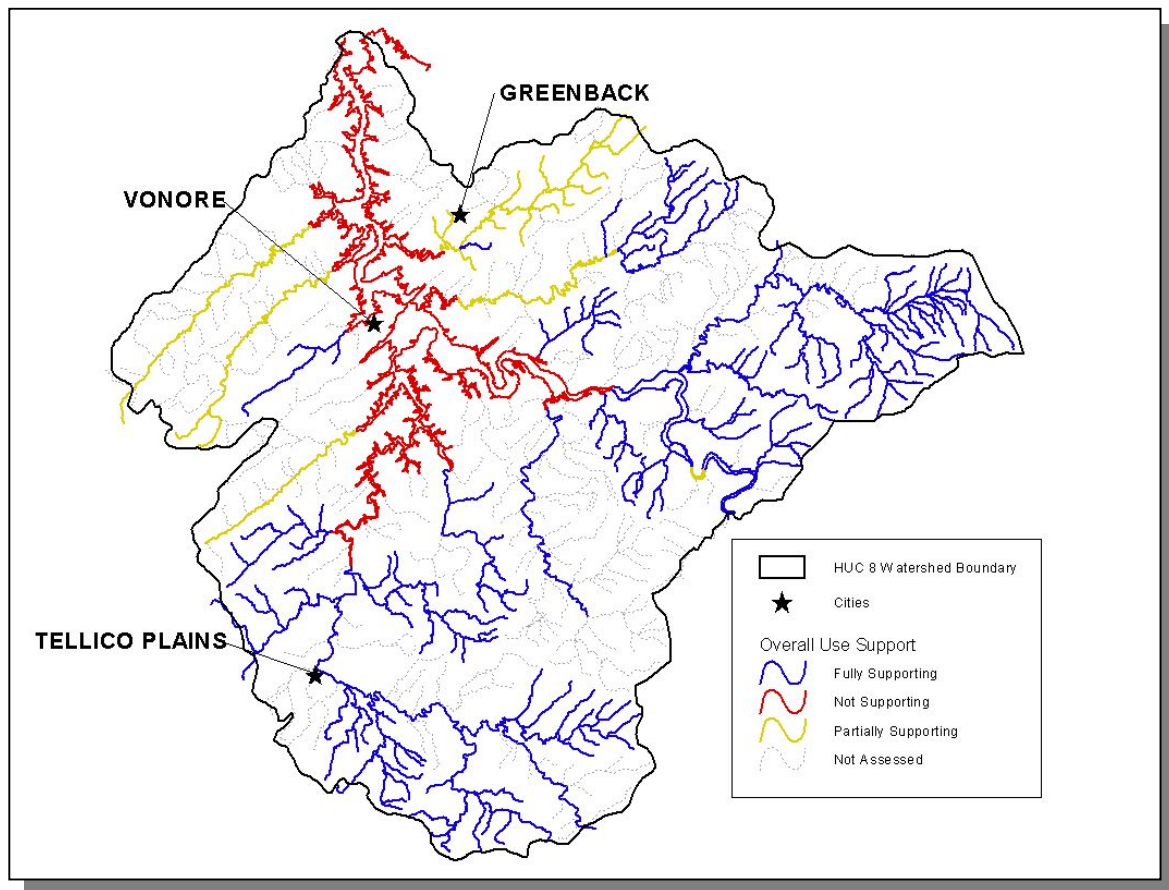 GREENBACK
VONORE
TELLICO PLAINS
HUC 8 Watershed Boundary
Cities
Overall Use Support
Fully Supporting
Not Supporting
Partially Supporting
Not Assessed